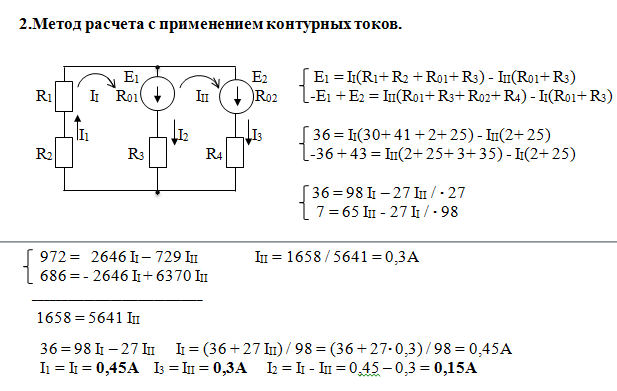 2.Метод расчета с применением контурных токов.
E1 E2
R1 II R01 III R02
I1 I2 I3
R2 R3 R4
E1 = II(R1+ R2 + R01+ R3) - III(R01+ R3)
-E1 + E2 = III(R01+ R3+ R02+ R4) - II(R01+ R3)
36 = II(30+ 41 + 2+ 25) - III(2+ 25)
-36 + 43 = III(2+ 25+ 3+ 35) - II(2+ 25)
36 = 98 II – 27 III / · 27
7 = 65 III - 27 II / · 98
972 = 2646 II – 729 III III = 1658 / 5641 = 0,3А
686 = - 2646 II + 6370 III
1658 = 5641 III
36 = 98 II – 27 III II = (36 + 27 III) / 98 = (36 + 27· 0,3) / 98 = 0,45А
I1 = II = 0,45А I3 = III = 0,3А I2 = II - III = 0,45 – 0,3 = 0,15А